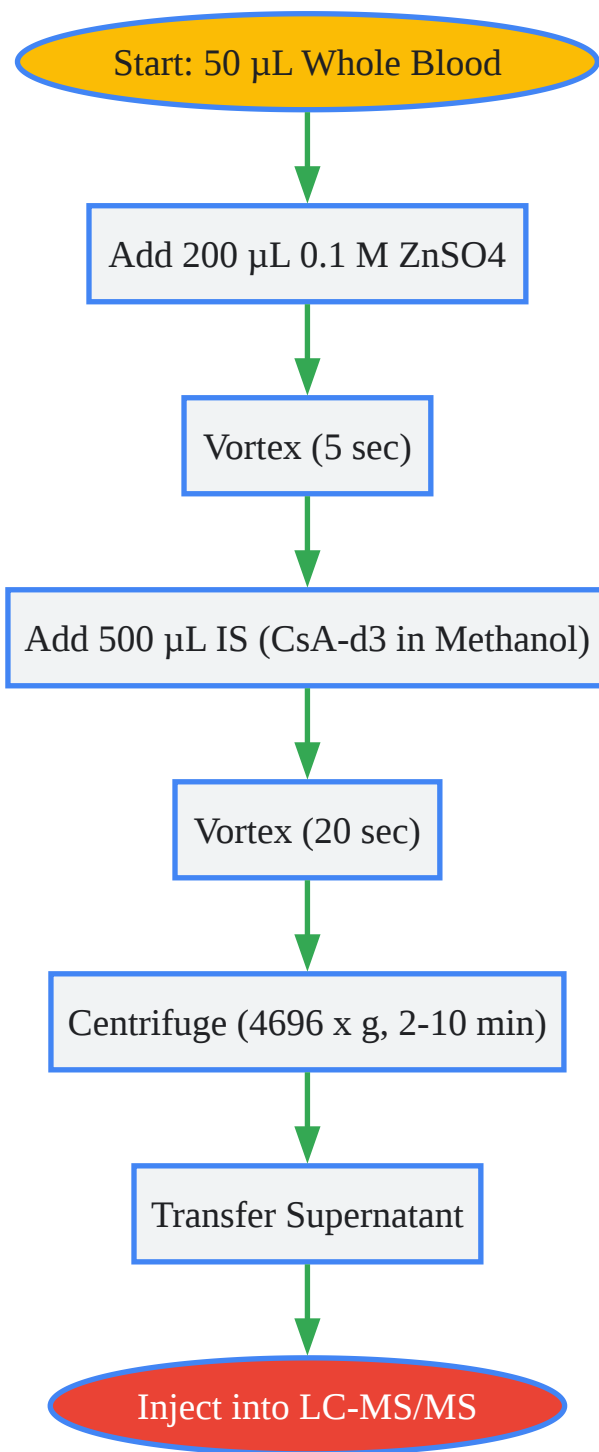 Start: 50 µL Whole Blood
Add 200 µL 0.1 M ZnSO4
Vortex (5 sec)
Add 500 µL IS (CsA-d3 in Methanol)
Vortex (20 sec)
Centrifuge (4696 x g, 2-10 min)
Transfer Supernatant
Inject into LC-MS/MS